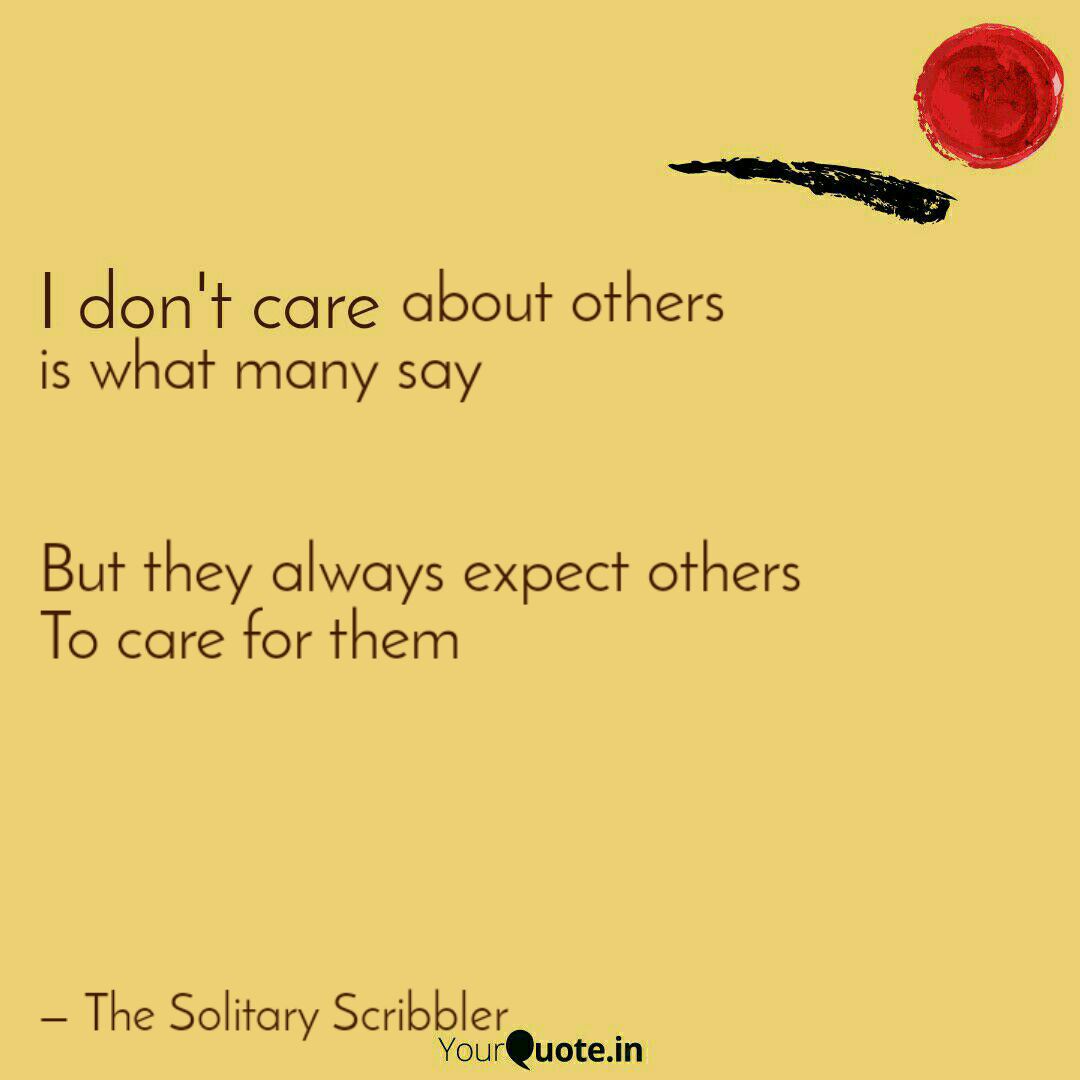 I don't care about others
is what many say
But they always expect others
To care for them
– The Solitary Scribbler
YourQuote.in